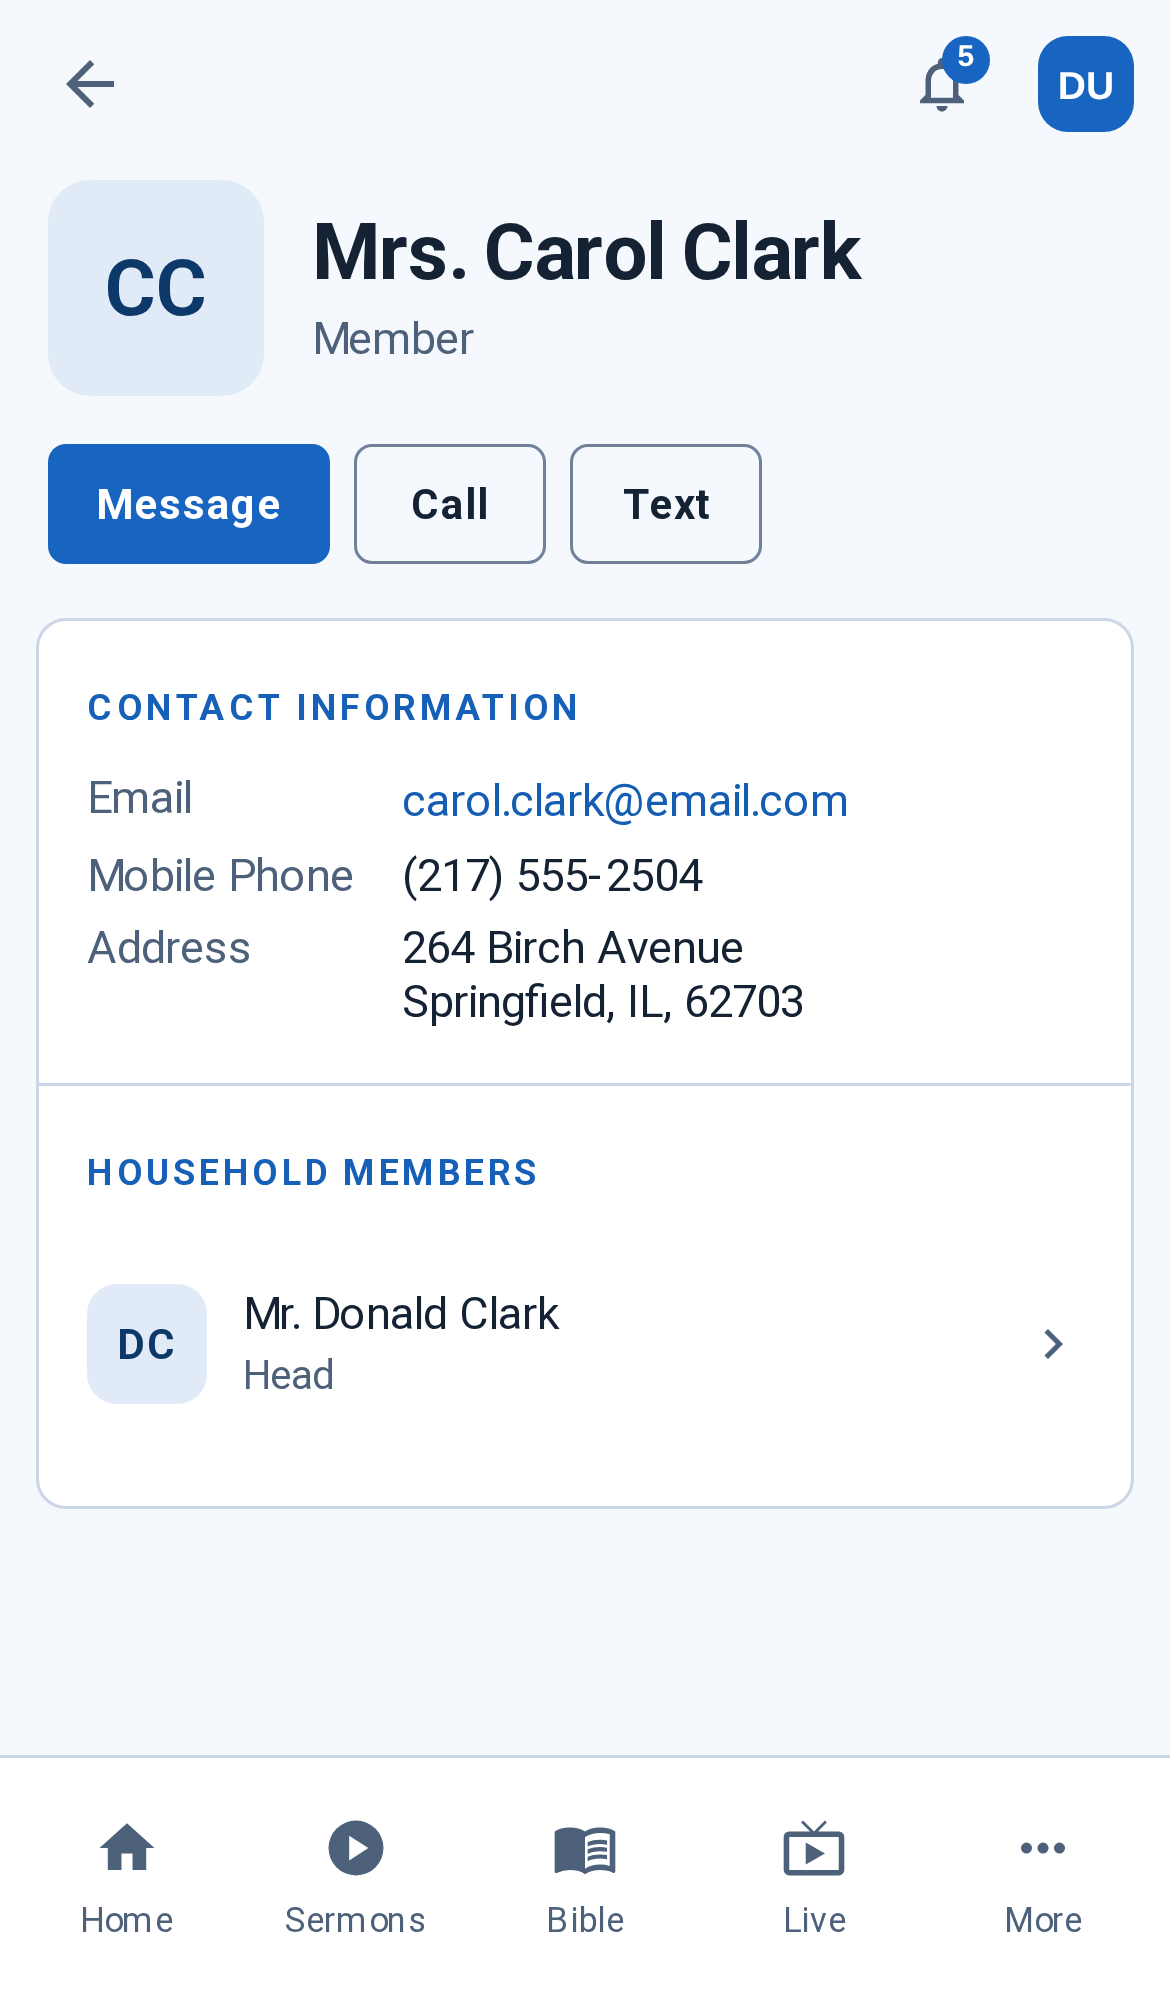 5
DU
CC
Mrs. Carol Clark
Member
Message
Call
Text
CONTACT INFORMATION
Email
carol.clark@email.com
Mobile Phone
(217) 555-2504
Address
264 Birch Avenue
Springfield, IL, 62703
HOUSEHOLD MEMBERS
DC
Mr. Donald Clark
Head
Home
Sermons
Bible
Live
More